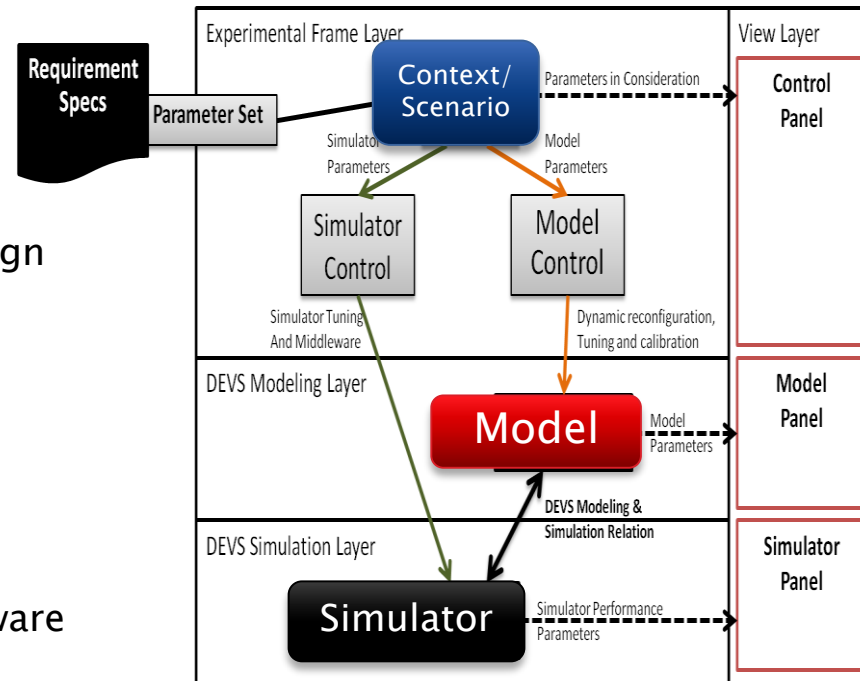 Experimental Frame Layer
View Layer
Requirement
Specs
Parameter Set
Context/
Scenario
Parameters in Consideration
Control
Panel
Simulator
Parameters
Model
Parameters
Simulator
Control
Model
Control
ign
Simulator Tuning
And Middleware
Dynamic reconfiguration,
Tuning and calibration
DEVS Modeling Layer
Model
Model
Parameters
Model
Panel
DEVS Modeling &
Simulation Relation
DEVS Simulation Layer
Simulator
Simulator Performance
Parameters
Simulator
Panel
ware